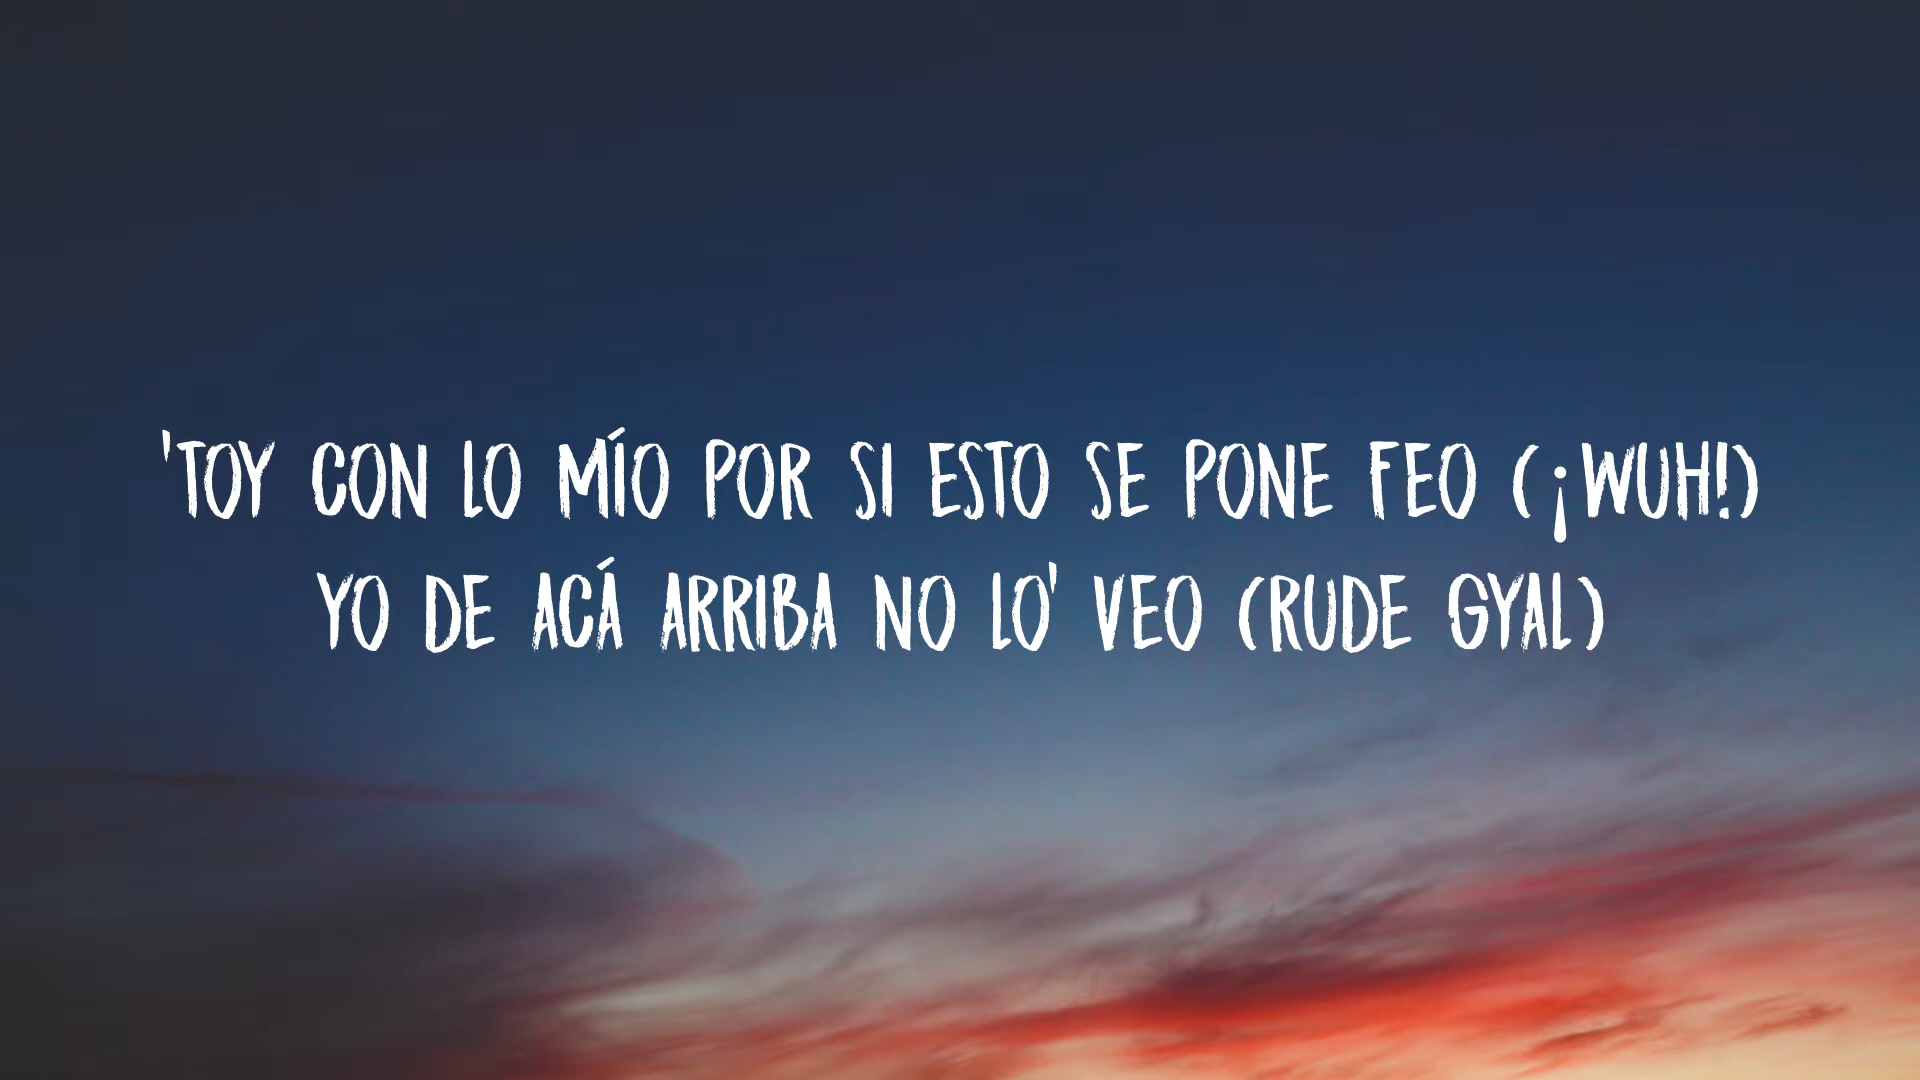 'TOY CON LO MÍO POR SI ESTO SE PONE FEO (¡WUH!)
YO DE ACÁ ARRIBA NO LO' VEO (RUDE GYAL)